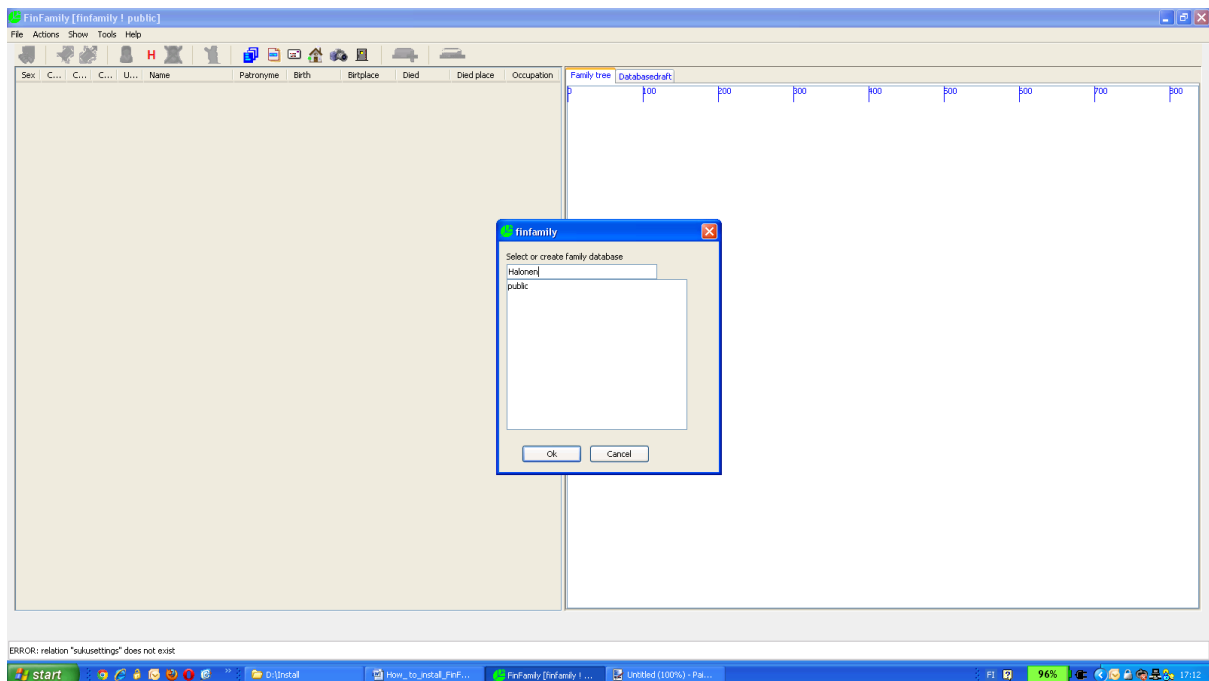 FinFamily [finfamily ! public]
File Actions Show Tools Help
H
Sex C... C... C... U... Name Patronyme Birth Birtplace Died Died place Occupation
Family tree Databasedraft
0 100 200 300 400 500 600 700 800
finfamily
Select or create family database
Halonen
public
Ok Cancel
ERROR: relation "sukusettings" does not exist
start D:\Install How_to_install_FinF... FinFamily [finfamily ! ... Untitled (100%) - Pai... FI 96% 17:12